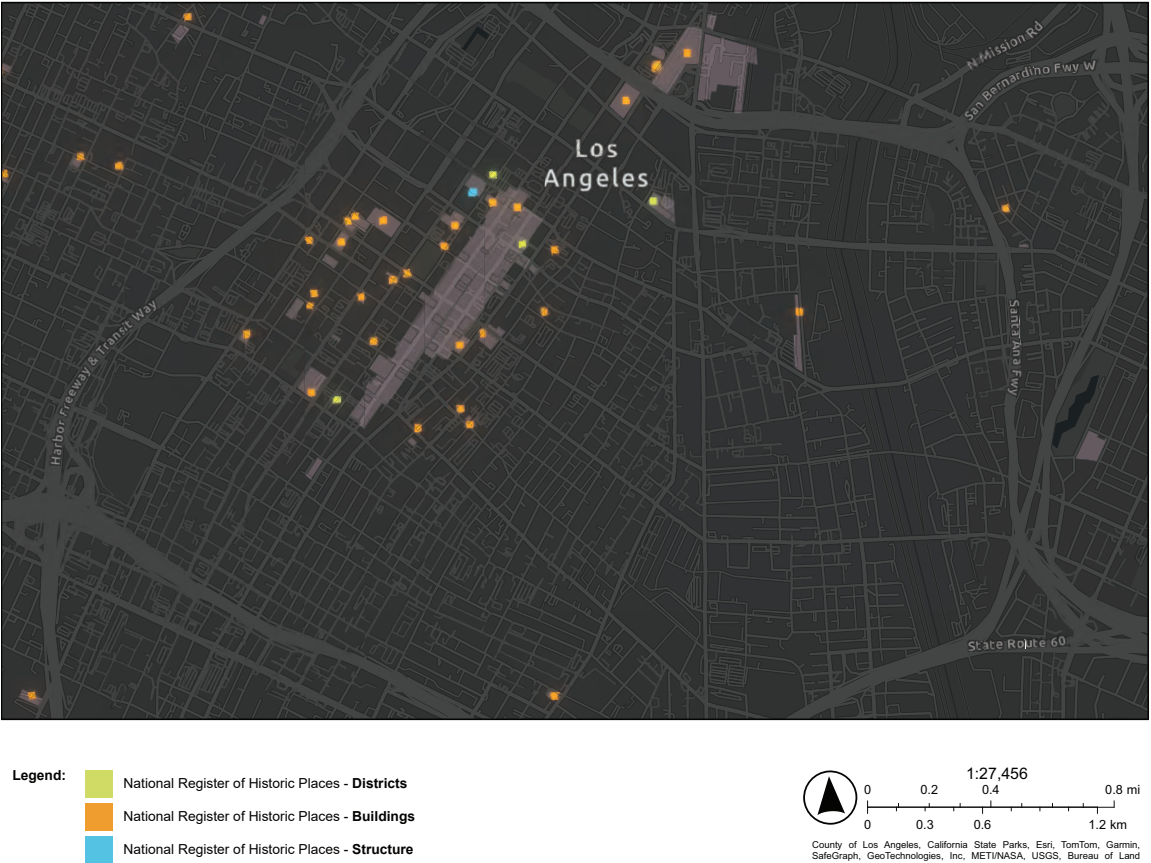 N Mission Rd
San Bernardino Fwy W
Los
Angeles
Harbor Freeway & Transit Way
Santa Ana Fwy
State Route 60
Legend:
National Register of Historic Places - Districts
National Register of Historic Places - Buildings
National Register of Historic Places - Structure
1:27,456
0 0.2 0.4 0.8 mi
0 0.3 0.6 1.2 km
County of Los Angeles, California State Parks, Esri, TomTom, Garmin,
SafeGraph, GeoTechnologies, Inc, METI/NASA, USGS, Bureau of Land